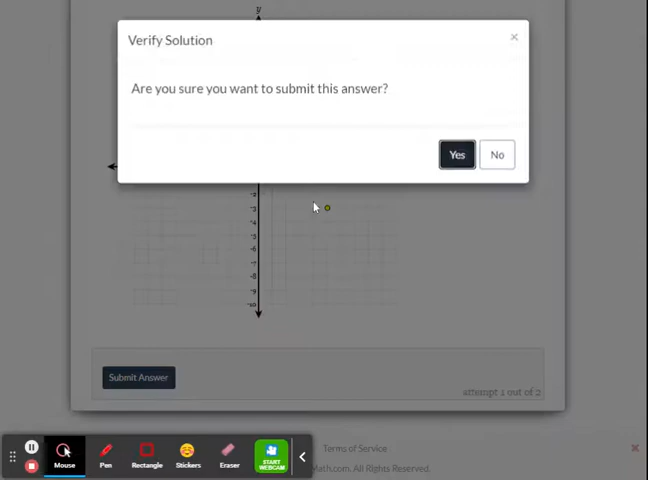 y
Verify Solution
×
Are you sure you want to submit this answer?
Yes No
-2
-3
-4
-5
-6
-7
-8
-9
-10
Submit Answer
attempt 1 out of 2
Mouse Pen Rectangle Stickers Eraser START WEBCAM
Terms of Service
Math.com. All Rights Reserved.